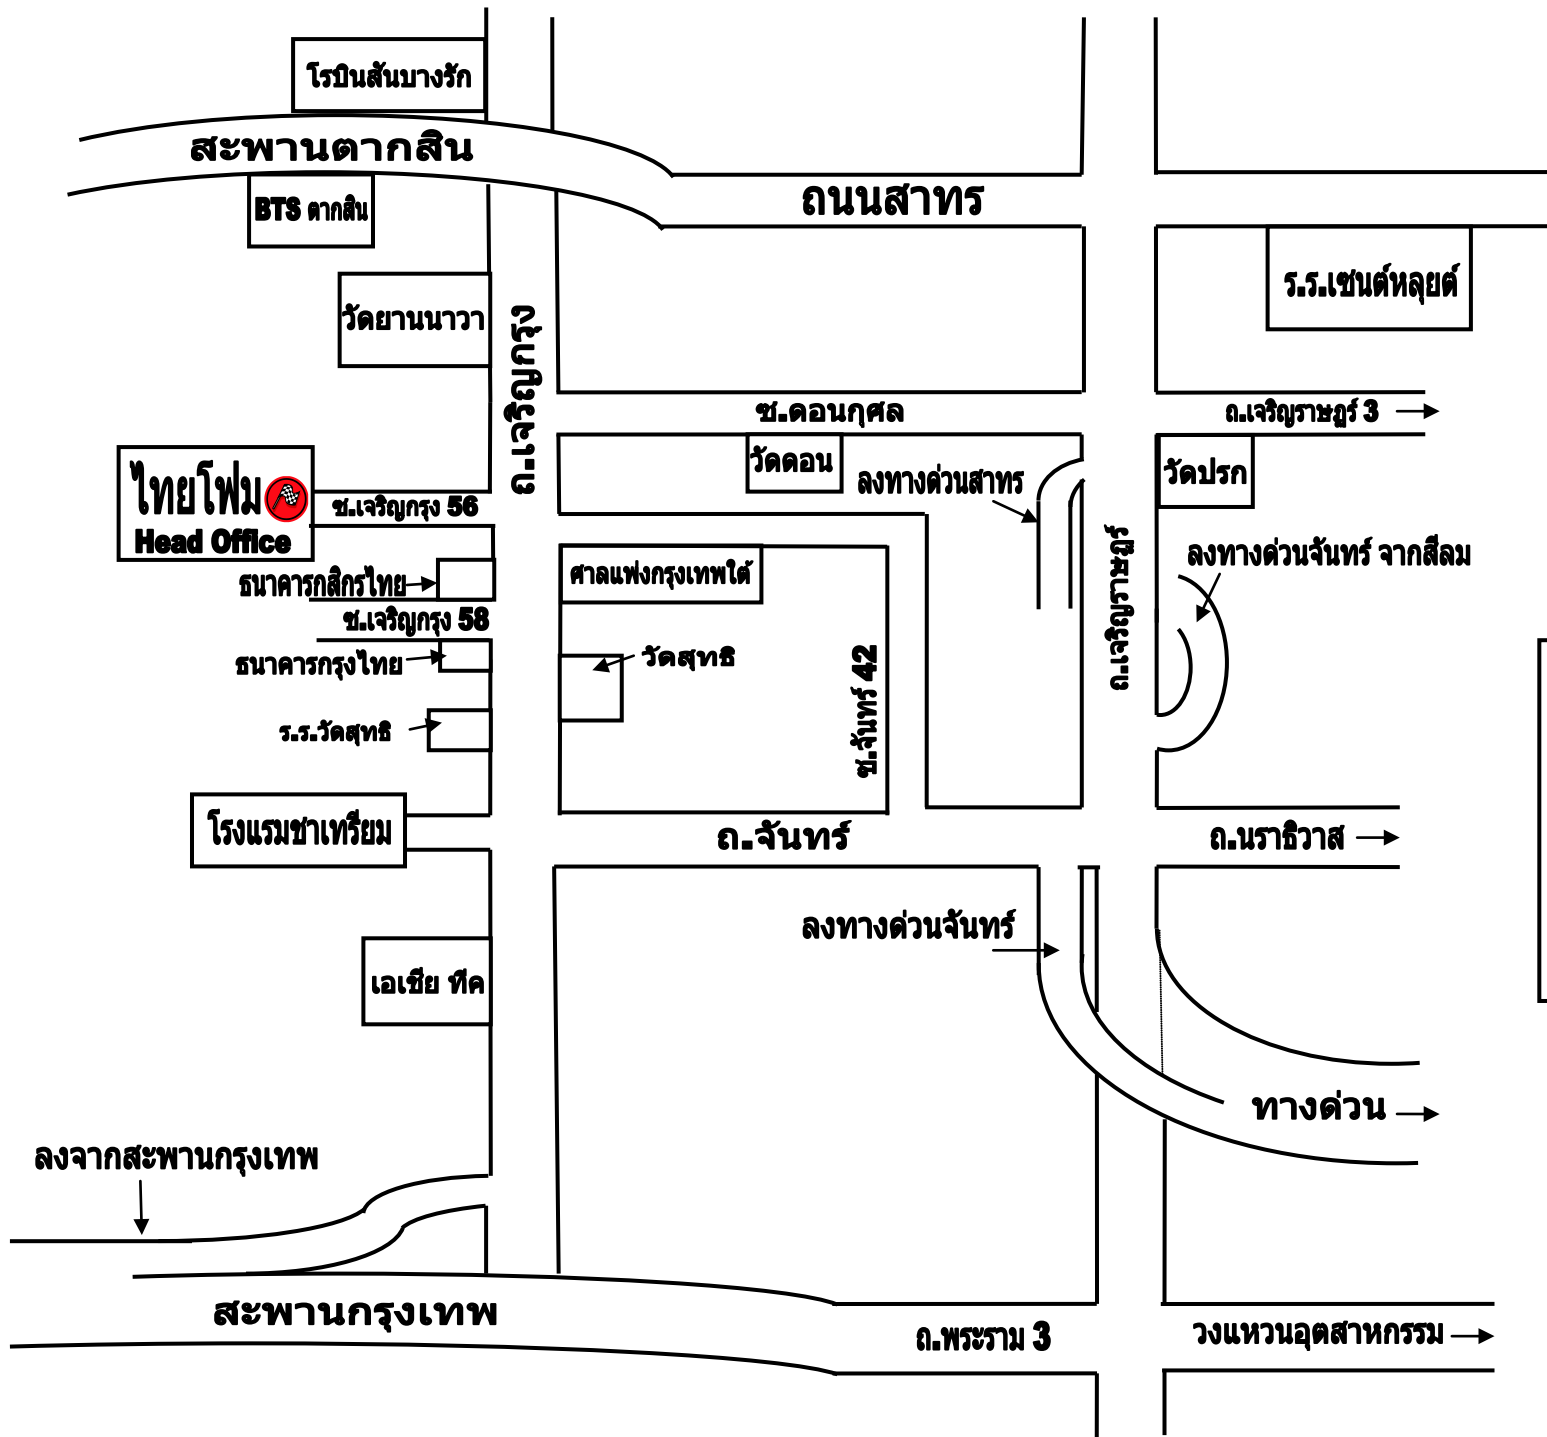 โรบินสันบางรัก
สะพานตากสิน
ถนนสาทร
BTS ตากสิน
ร.ร.เซนต์หลุยต์
วัดยานนาวา
ถ.เจริญกรุง
ซ.ดอนกุศล
ถ.เจริญราษฎร์ 3
วัดดอน
ลงทางด่วนสาทร
วัดปรก
ไทยโฟม
Head Office
ซ.เจริญกรุง 56
ถ.เจริญราษฎร์
ลงทางด่วนจันทร์ จากสีลม
ธนาคารกสิกรไทย
ศาลแพ่งกรุงเทพใต้
ซ.เจริญกรุง 58
ธนาคารกรุงไทย
วัดสุทธิ
ซ.จันทร์ 42
ร.ร.วัดสุทธิ
โรงแรมชาเทรียม
ถ.จันทร์
ถ.นราธิวาส
ลงทางด่วนจันทร์
เอเชีย ทีค
ทางด่วน
ลงจากสะพานกรุงเทพ
สะพานกรุงเทพ
ถ.พระราม 3
วงแหวนอุตสาหกรรม